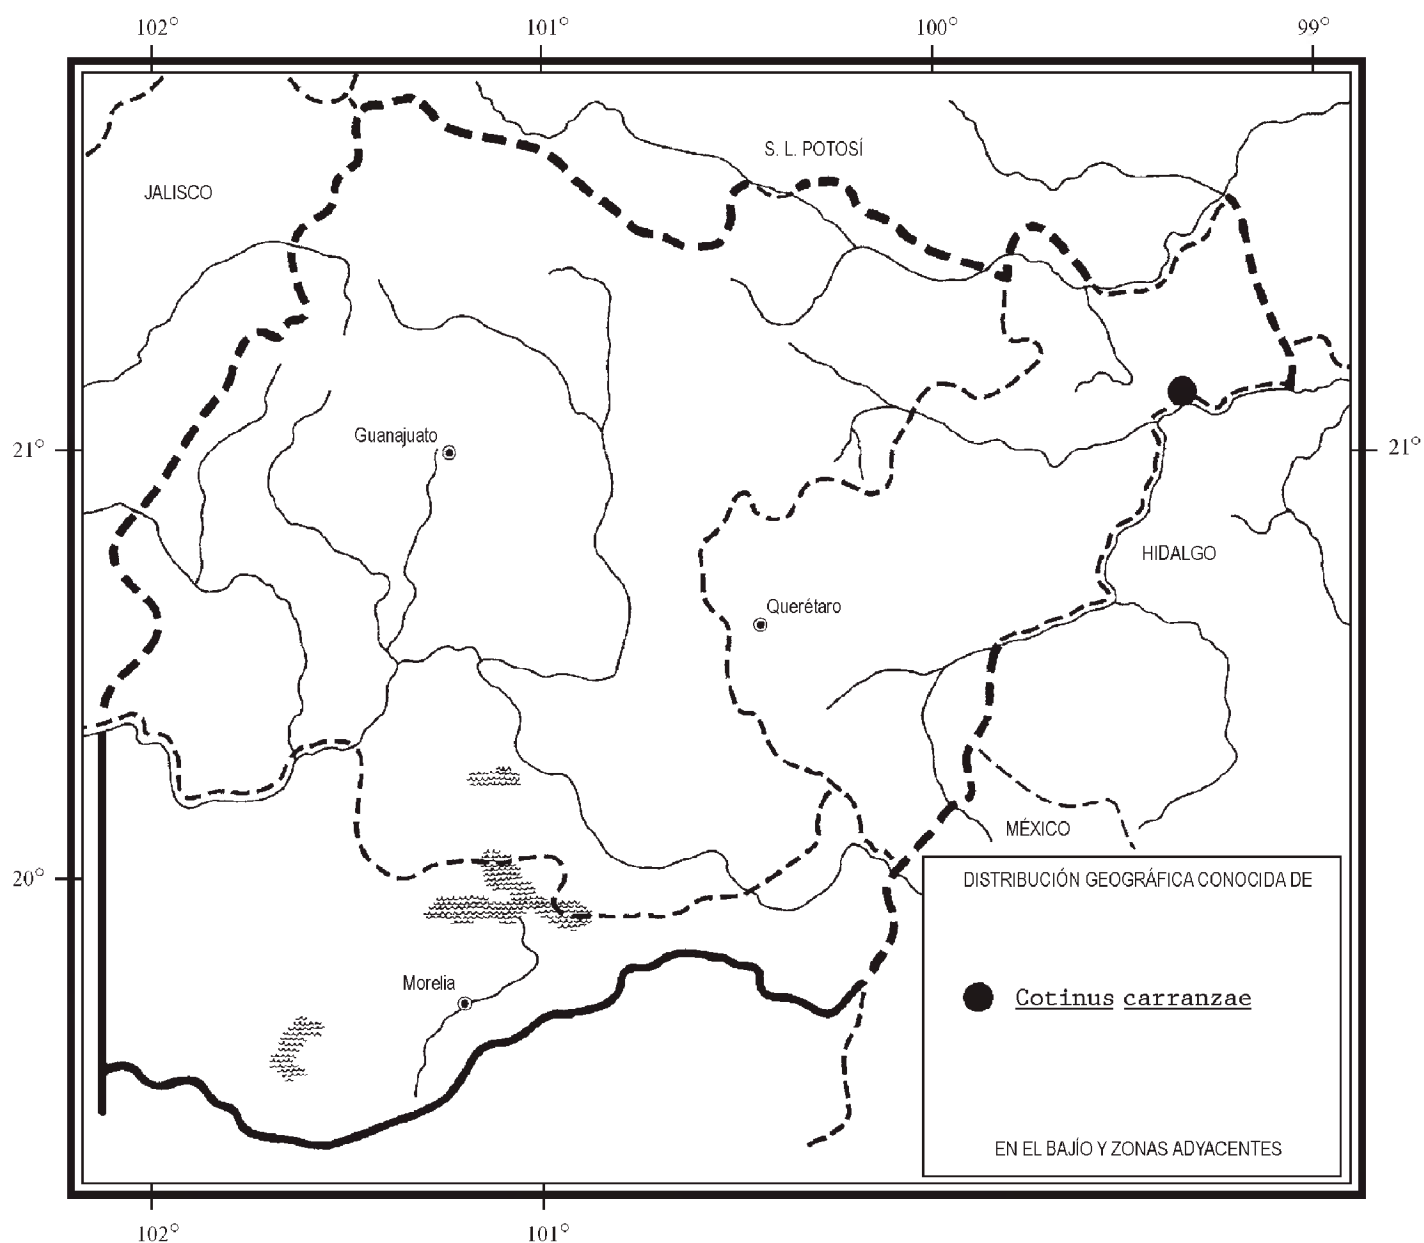 102° 101° 100° 99°
S. L. POTOSÍ
JALISCO
Guanajuato
21° 21°
HIDALGO
Querétaro
MÉXICO
20°
DISTRIBUCIÓN GEOGRÁFICA CONOCIDA DE
Morelia
Cotinus carranzae
EN EL BAJÍO Y ZONAS ADYACENTES
102° 101°